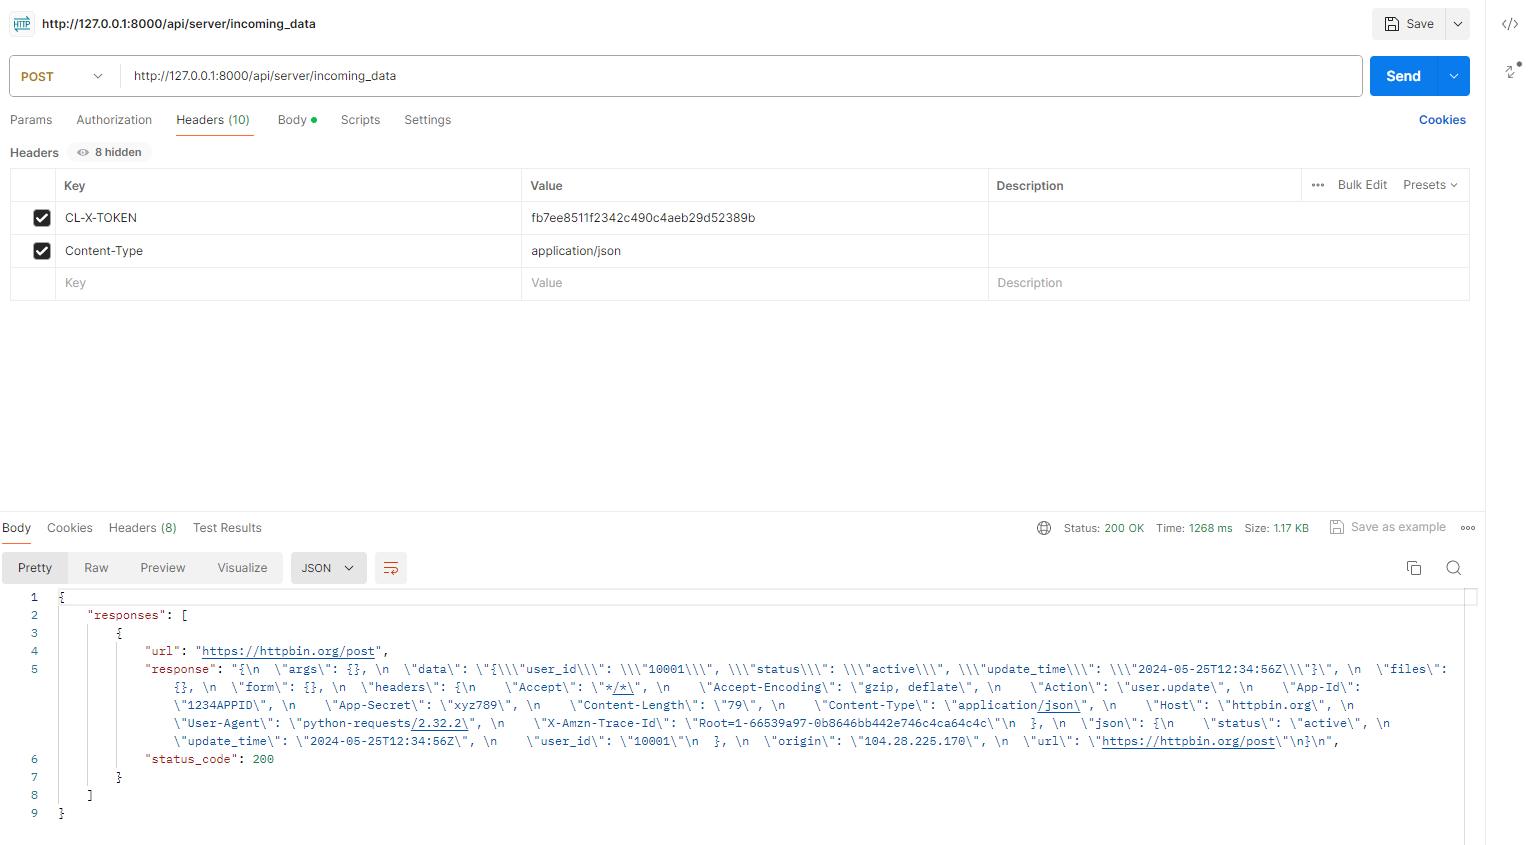 HTTP http://127.0.0.1:8000/api/server/incoming_data
Save
POST http://127.0.0.1:8000/api/server/incoming_data
Send
Params Authorization Headers (10) Body Scripts Settings
Cookies
Headers 8 hidden
Key Value Description ••• Bulk Edit Presets
CL-X-TOKEN fb7ee8511f2342c490c4aeb29d52389b
Content-Type application/json
Key Value Description
Body Cookies Headers (8) Test Results
Status: 200 OK Time: 1268 ms Size: 1.17 KB Save as example
Pretty Raw Preview Visualize JSON
1 {
2 "responses": [
3 {
4 "url": "https://httpbin.org/post",
5 "response": "{\n  \"args\": {}, \n  \"data\": \"{\\\"user_id\\\": \\\"10001\\\", \\\"status\\\": \\\"active\\\", \\\"update_time\\\": \\\"2024-05-25T12:34:56Z\\\"}\", \n  \"files\":
{}, \n  \"form\": {}, \n  \"headers\": {\n    \"Accept\": \"*/*\", \n    \"Accept-Encoding\": \"gzip, deflate\", \n    \"Action\": \"user.update\", \n    \"App-Id\":
\"1234APPID\", \n    \"App-Secret\": \"xyz789\", \n    \"Content-Length\": \"79\", \n    \"Content-Type\": \"application/json\", \n    \"Host\": \"httpbin.org\", \n
\"User-Agent\": \"python-requests/2.32.2\", \n    \"X-Amzn-Trace-Id\": \"Root=1-66539a97-0b8646bb442e746c4ca64c4c\"\n  }, \n  \"json\": {\n    \"status\": \"active\", \n
\"update_time\": \"2024-05-25T12:34:56Z\", \n    \"user_id\": \"10001\"\n  }, \n  \"origin\": \"104.28.225.170\", \n  \"url\": \"https://httpbin.org/post\"\n}\n",
6 "status_code": 200
7 }
8 ]
9 }